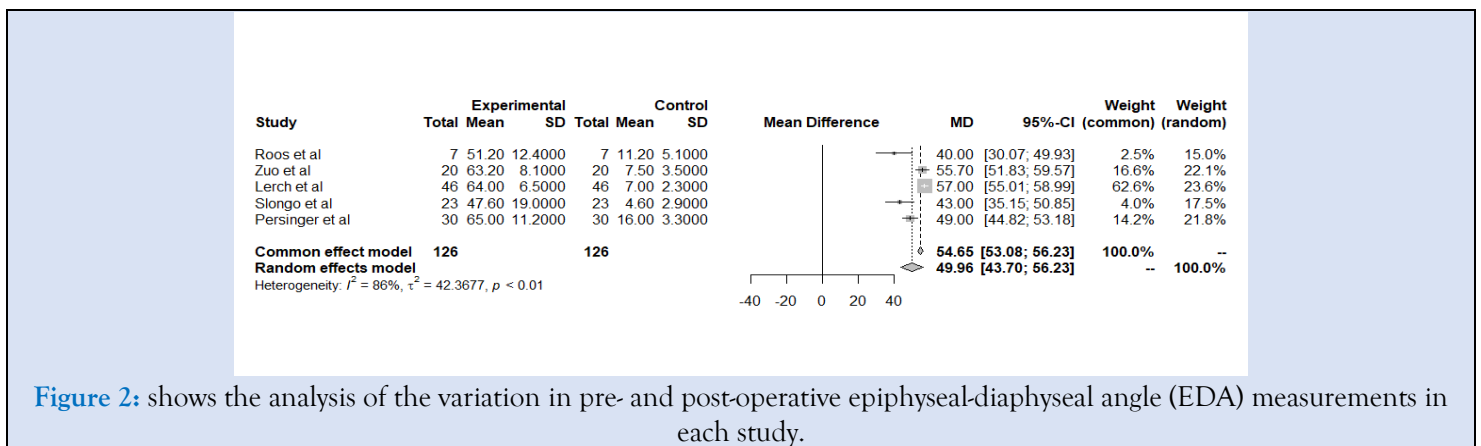 Experimental Control Weight Weight
Study Total Mean SD Total Mean SD Mean Difference MD 95%-CI (common) (random)
Roos et al 7 51.20 12.4000 7 11.20 5.1000 40.00 [30.07; 49.93] 2.5% 15.0%
Zuo et al 20 63.20 8.1000 20 7.50 3.5000 55.70 [51.83; 59.57] 16.6% 22.1%
Lerch et al 46 64.00 6.5000 46 7.00 2.3000 57.00 [55.01; 58.99] 62.6% 23.6%
Slongo et al 23 47.60 19.0000 23 4.60 2.9000 43.00 [35.15; 50.85] 4.0% 17.5%
Persinger et al 30 65.00 11.2000 30 16.00 3.3000 49.00 [44.82; 53.18] 14.2% 21.8%
Common effect model 126 126 54.65 [53.08; 56.23] 100.0% --
Random effects model 49.96 [43.70; 56.23] -- 100.0%
Heterogeneity: I² = 86%, τ² = 42.3677, p < 0.01
-40 -20 0 20 40
Figure 2: shows the analysis of the variation in pre- and post-operative epiphyseal-diaphyseal angle (EDA) measurements in
each study.